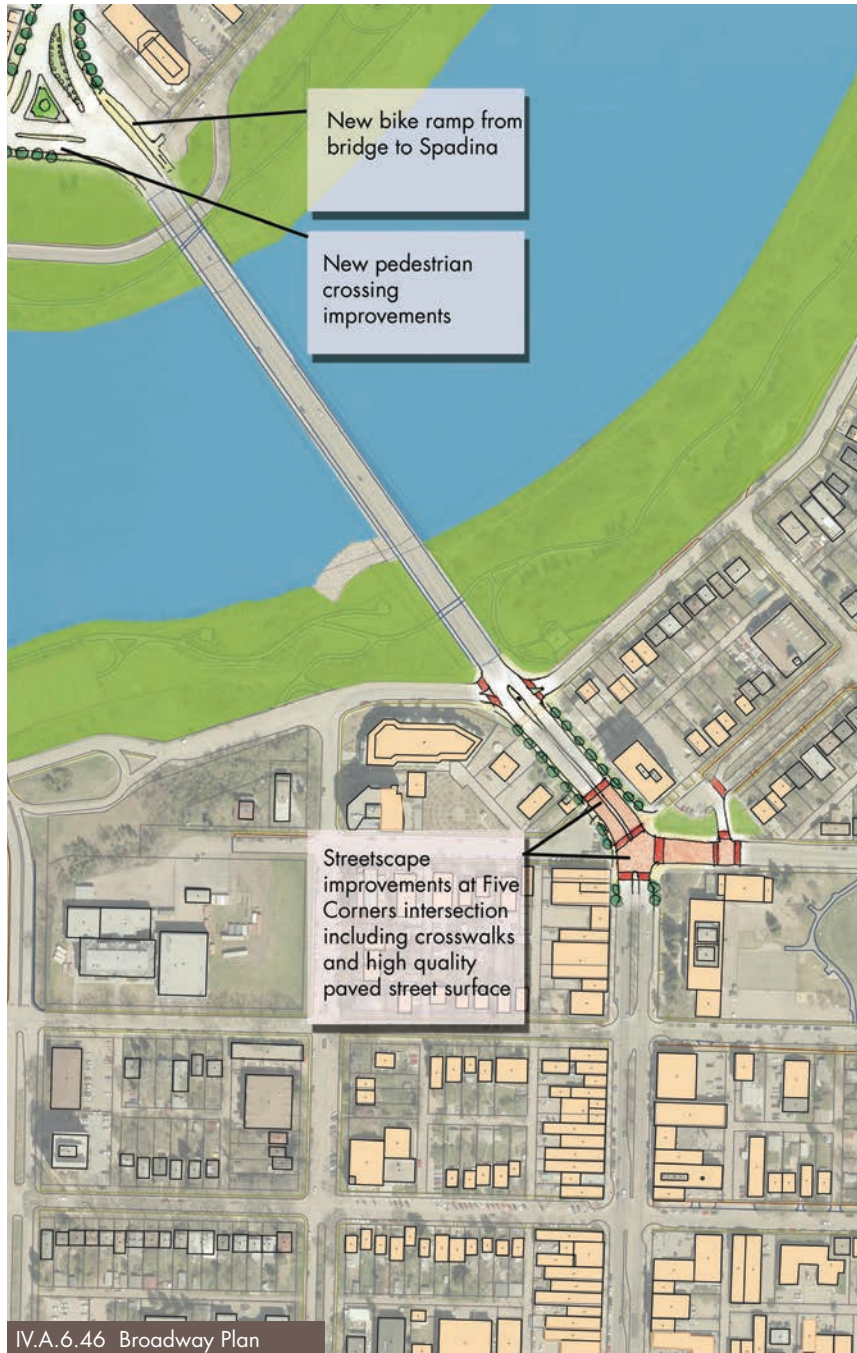 New bike ramp from
bridge to Spadina
New pedestrian
crossing
improvements
Streetscape
improvements at Five
Corners intersection
including crosswalks
and high quality
paved street surface
IV.A.6.46 Broadway Plan